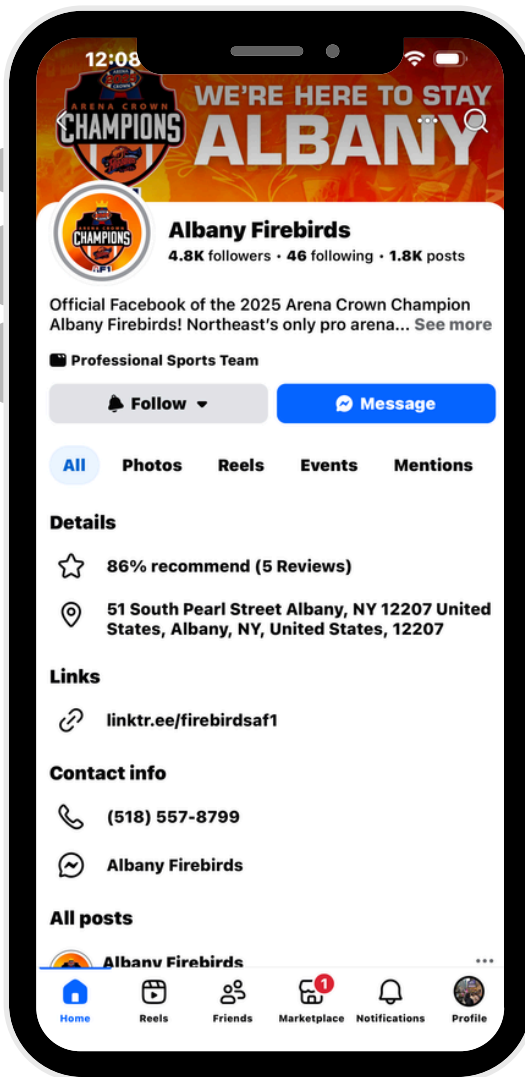 12:08
ARENA CROWN
CHAMPIONS
WE'RE HERE TO STAY
ALBANY
CHAMPIONS
Albany Firebirds
4.8K followers • 46 following • 1.8K posts
Official Facebook of the 2025 Arena Crown Champion
Albany Firebirds! Northeast's only pro arena... See more
Professional Sports Team
Follow
Message
All Photos Reels Events Mentions
Details
86% recommend (5 Reviews)
51 South Pearl Street Albany, NY 12207 United
States, Albany, NY, United States, 12207
Links
linktr.ee/firebirdsaf1
Contact info
(518) 557-8799
Albany Firebirds
All posts
Albany Firebirds
1
Home Reels Friends Marketplace Notifications Profile